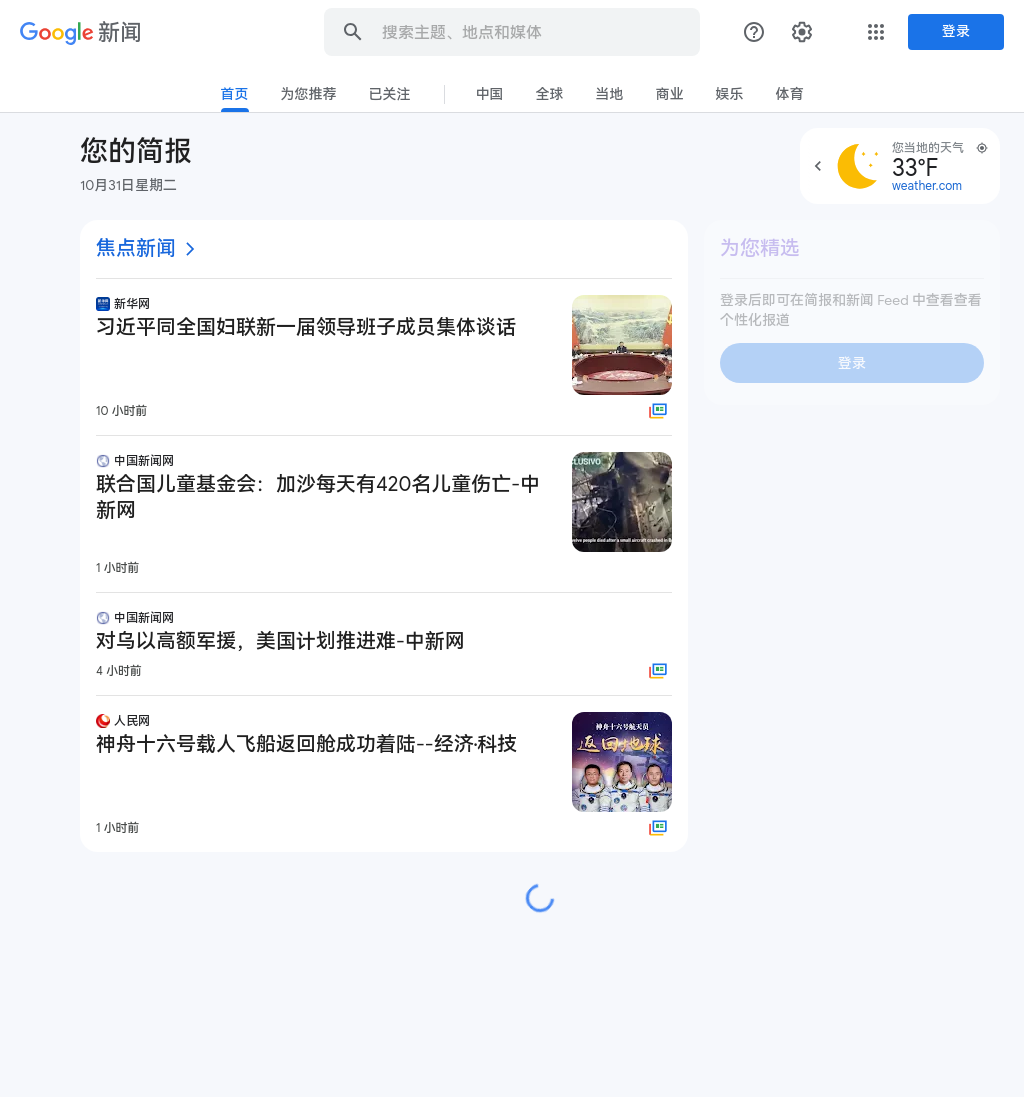 Google 新闻
搜索主题、地点和媒体
登录
首页 为您推荐 已关注 中国 全球 当地 商业 娱乐 体育
您的简报
10月31日星期二
您当地的天气
33°F
weather.com
焦点新闻
新华网
习近平同全国妇联新一届领导班子成员集体谈话
10 小时前
中国新闻网
联合国儿童基金会：加沙每天有420名儿童伤亡-中
新网
CLUSIVO
1 小时前
中国新闻网
对乌以高额军援，美国计划推进难-中新网
4 小时前
人民网
神舟十六号载人飞船返回舱成功着陆--经济·科技
神舟十六号航天员
返回地球
1 小时前
为您精选
登录后即可在简报和新闻 Feed 中查看查看
个性化报道
登录